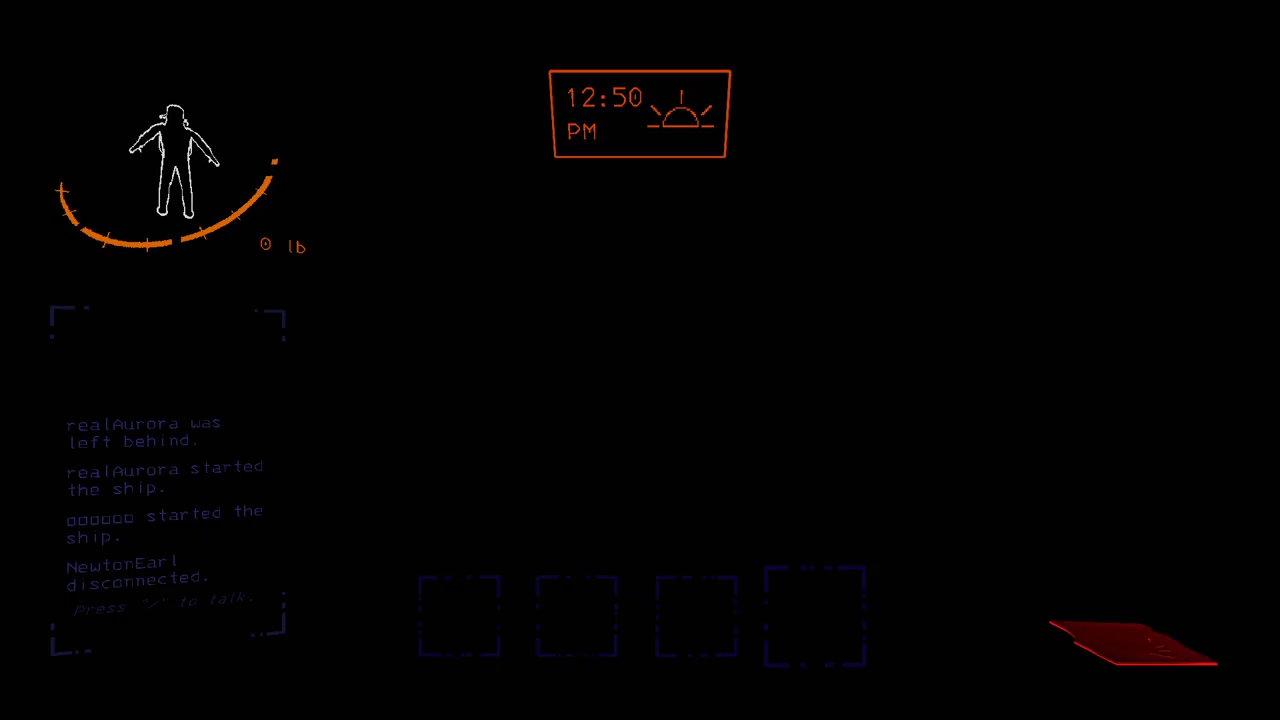 12:50
PM
0 lb
realAurora was
left behind.
realAurora started
the ship.
□□□□□□ started the
ship.
NewtonEarl
disconnected.
Press "/" to talk.